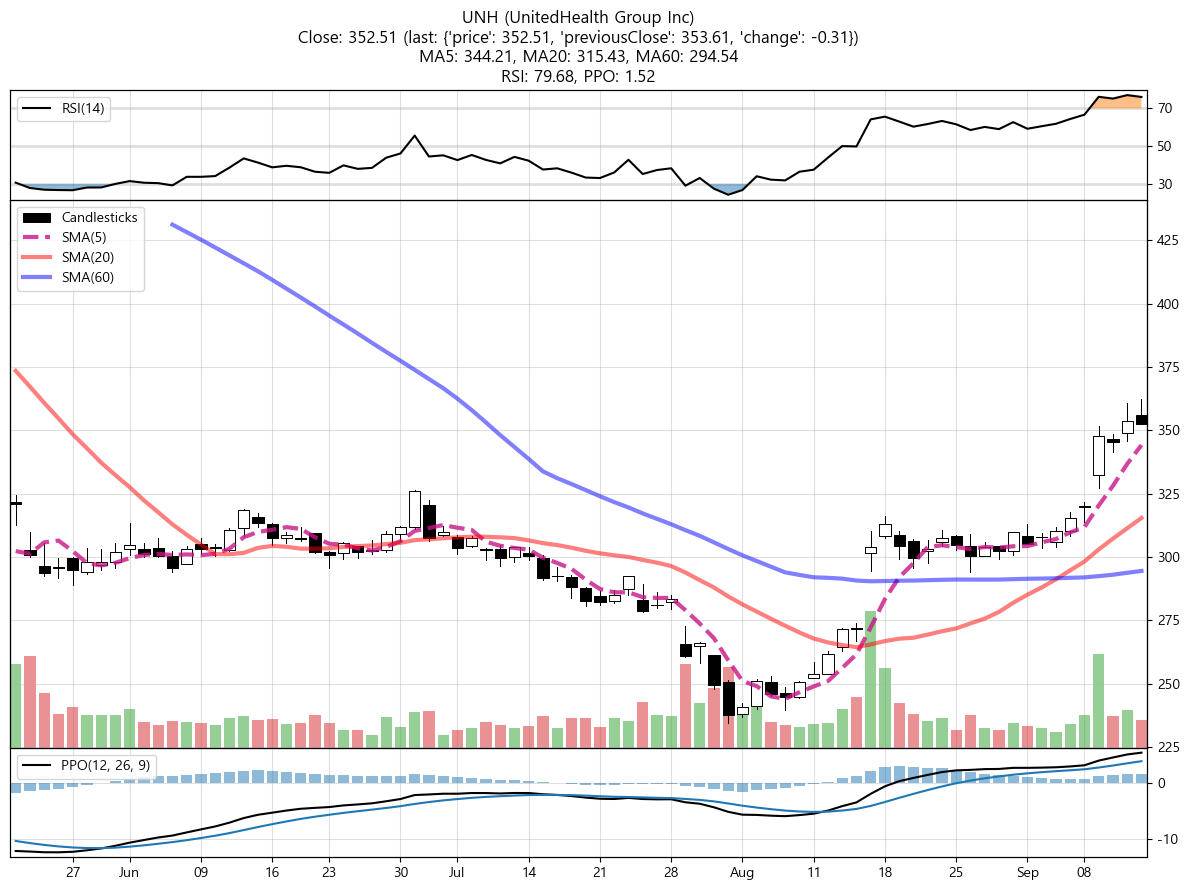 UNH (UnitedHealth Group Inc)
Close: 352.51 (last: {'price': 352.51, 'previousClose': 353.61, 'change': -0.31})
MA5: 344.21, MA20: 315.43, MA60: 294.54
RSI: 79.68, PPO: 1.52
RSI(14)
70
50
30
Candlesticks
SMA(5)
SMA(20)
SMA(60)
425
400
375
350
325
300
275
250
225
PPO(12, 26, 9)
0
-10
27 Jun 09 16 23 30 Jul 14 21 28 Aug 11 18 25 Sep 08